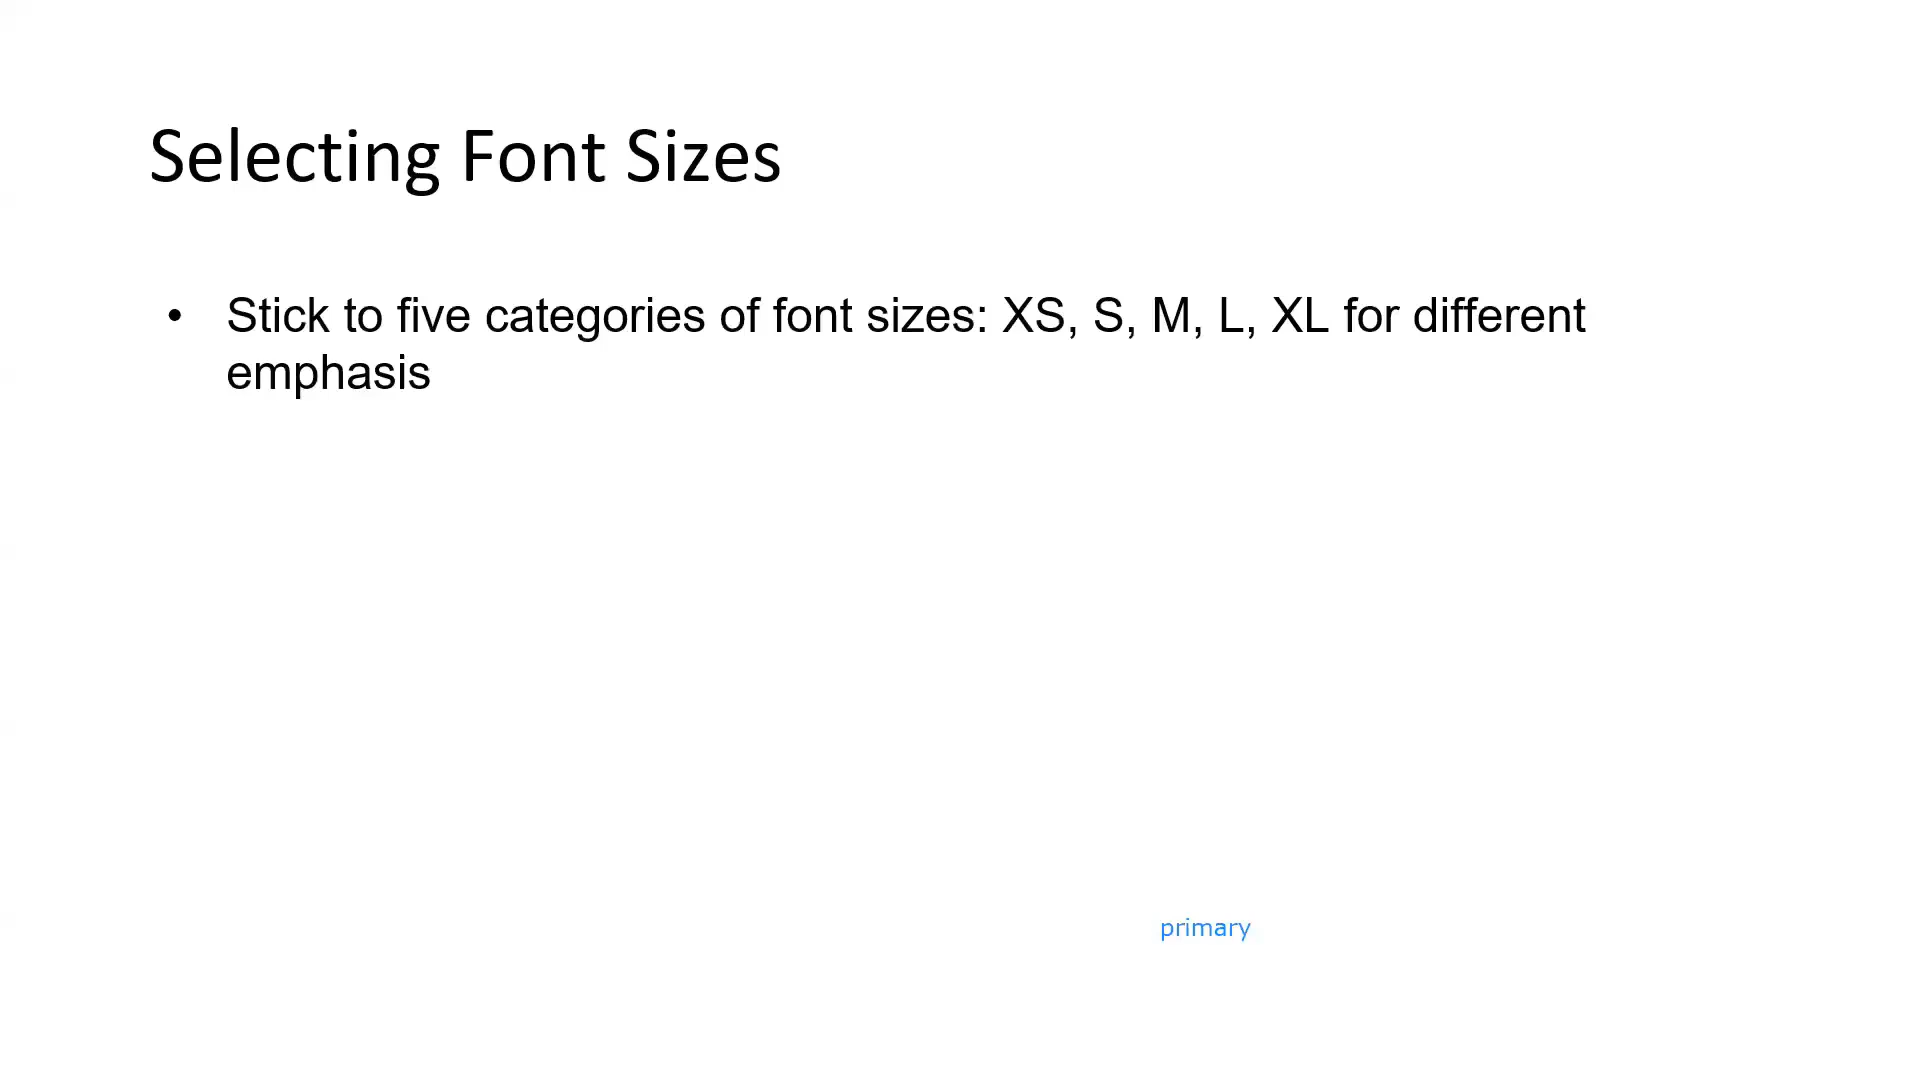 Selecting Font Sizes
• Stick to five categories of font sizes: XS, S, M, L, XL for different
emphasis
primary